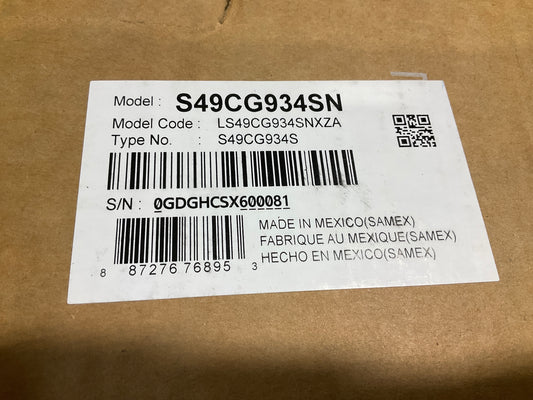 Model : S49CG934SN
Model Code : LS49CG934SNXZA
Type No. : S49CG934S
S/N : 0GDGHCSX600081
MADE IN MEXICO(SAMEX)
FABRIQUE AU MEXIQUE(SAMEX)
HECHO EN MEXICO(SAMEX)
8 87276 76895 3